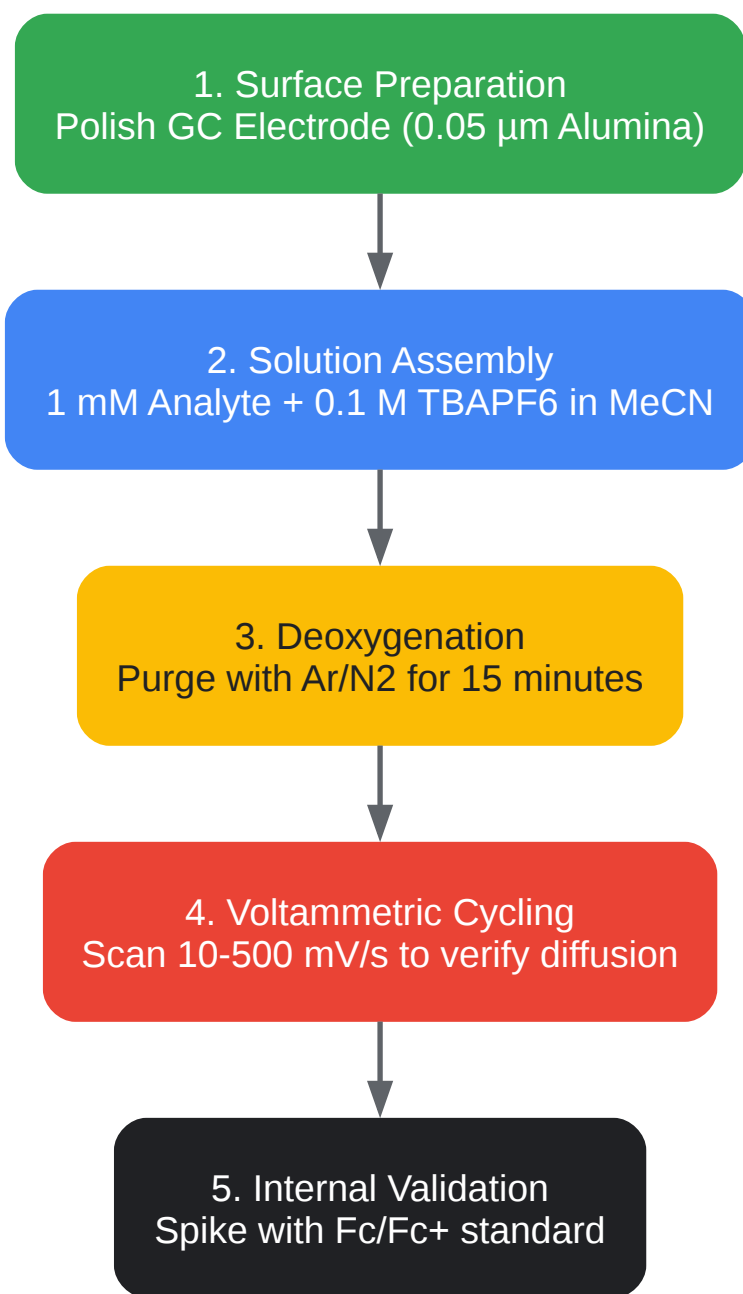 1. Surface Preparation
Polish GC Electrode (0.05 µm Alumina)
2. Solution Assembly
1 mM Analyte + 0.1 M TBAPF6 in MeCN
3. Deoxygenation
Purge with Ar/N2 for 15 minutes
4. Voltammetric Cycling
Scan 10-500 mV/s to verify diffusion
5. Internal Validation
Spike with Fc/Fc+ standard